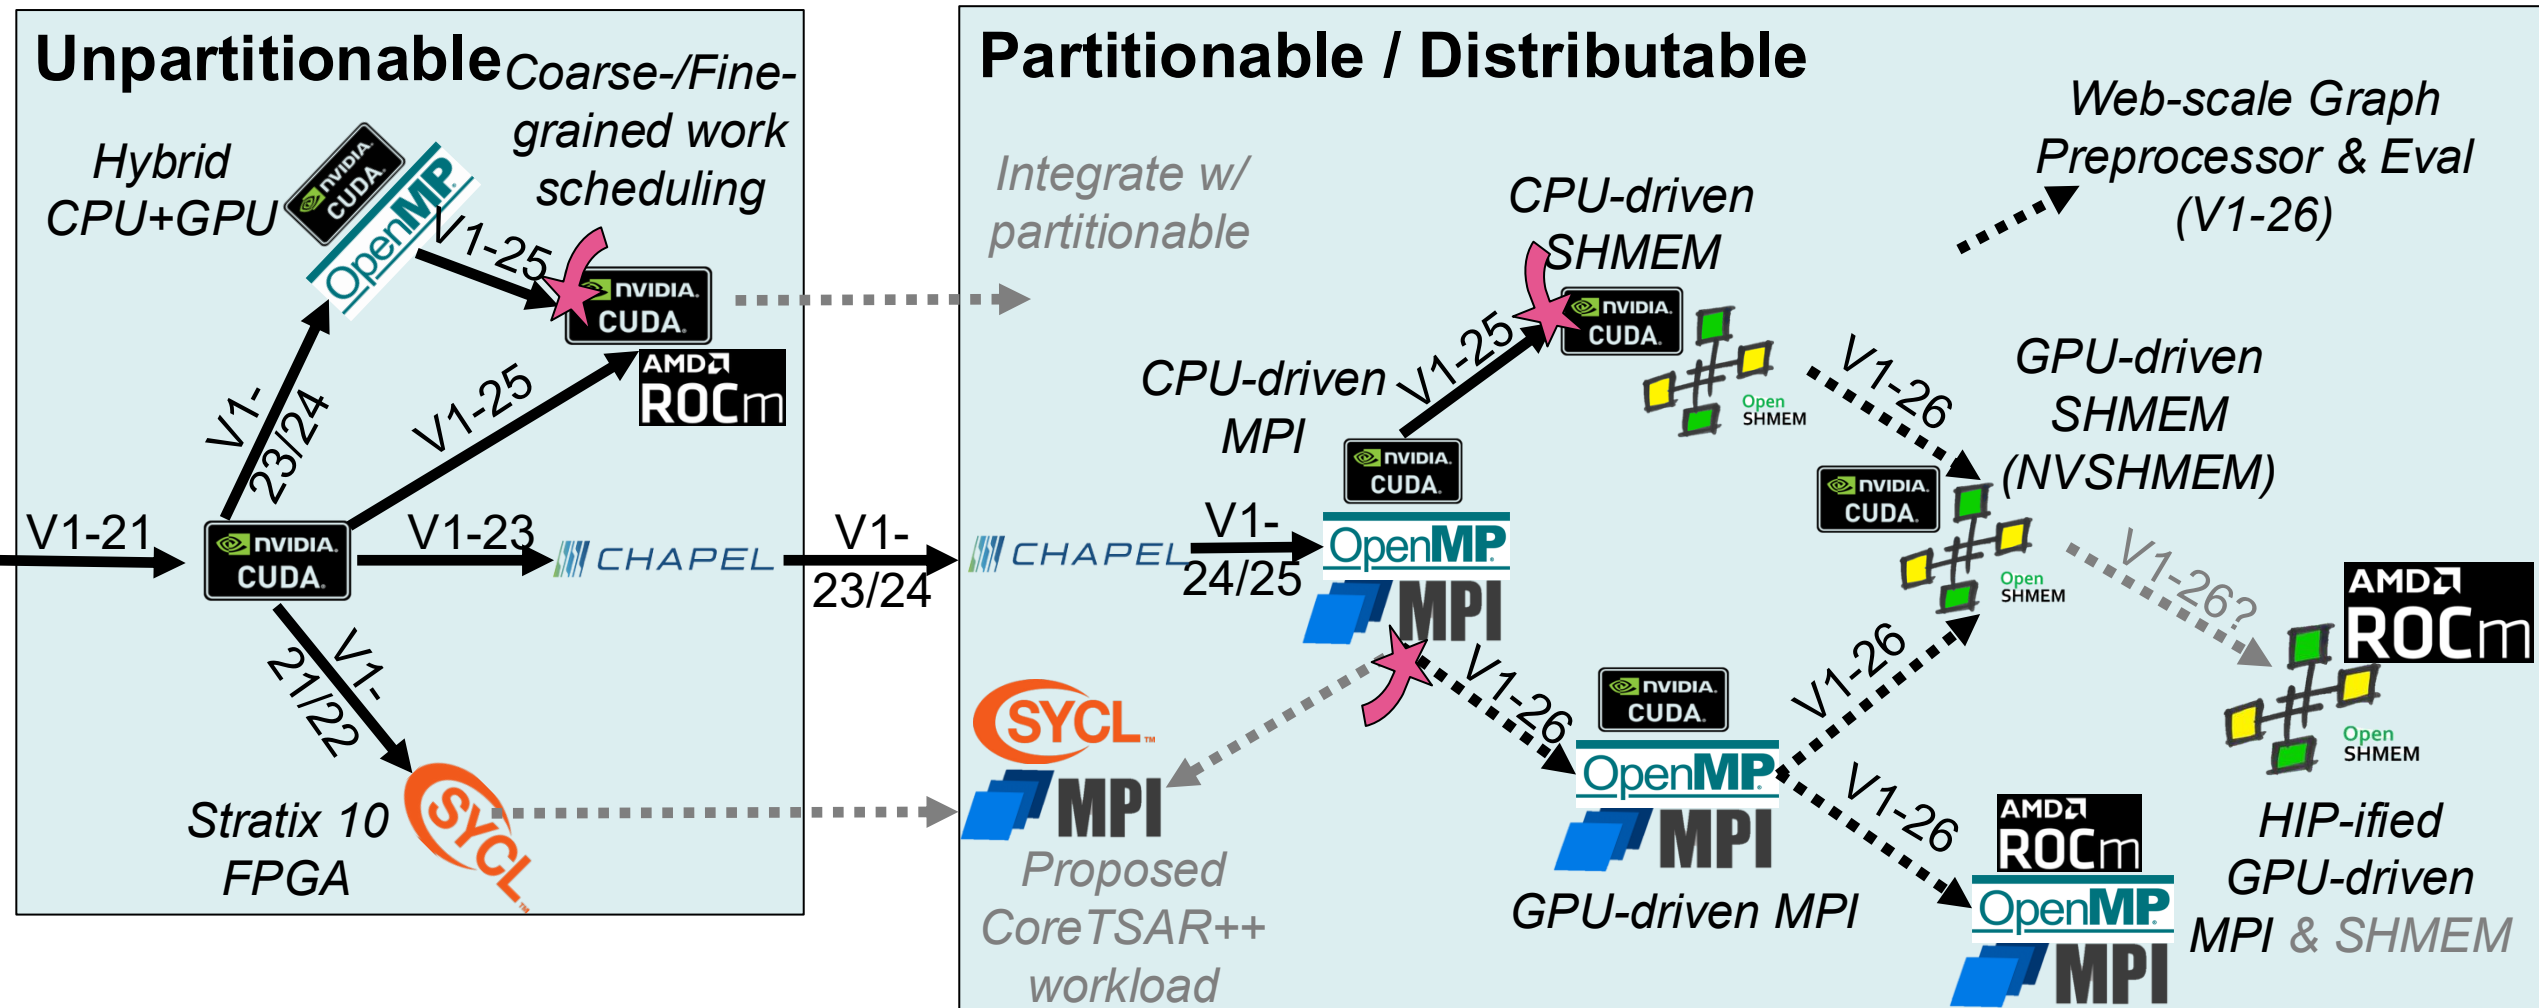 Unpartitionable
Coarse-/Fine-
grained work
scheduling
Hybrid
CPU+GPU
NVIDIA.
CUDA.
OpenMP
V1-25
NVIDIA.
CUDA.
AMD
ROCm
V1-
23/24
V1-25
V1-21
NVIDIA.
CUDA.
V1-23
CHAPEL
V1-
23/24
V1-
21/22
Stratix 10
FPGA
SYCL™
Partitionable / Distributable
Integrate w/
partitionable
Web-scale Graph
Preprocessor & Eval
(V1-26)
CPU-driven
SHMEM
NVIDIA.
CUDA.
Open
SHMEM
V1-25
CPU-driven
MPI
NVIDIA.
CUDA.
CHAPEL
V1-
24/25
OpenMP
MPI
V1-26
GPU-driven
SHMEM
(NVSHMEM)
NVIDIA.
CUDA.
Open
SHMEM
V1-26?
AMD
ROCm
Open
SHMEM
SYCL™
MPI
Proposed
CoreTSAR++
workload
V1-26
NVIDIA.
CUDA.
OpenMP
MPI
GPU-driven MPI
V1-26
V1-26
AMD
ROCm
OpenMP
MPI
HIP-ified
GPU-driven
MPI & SHMEM